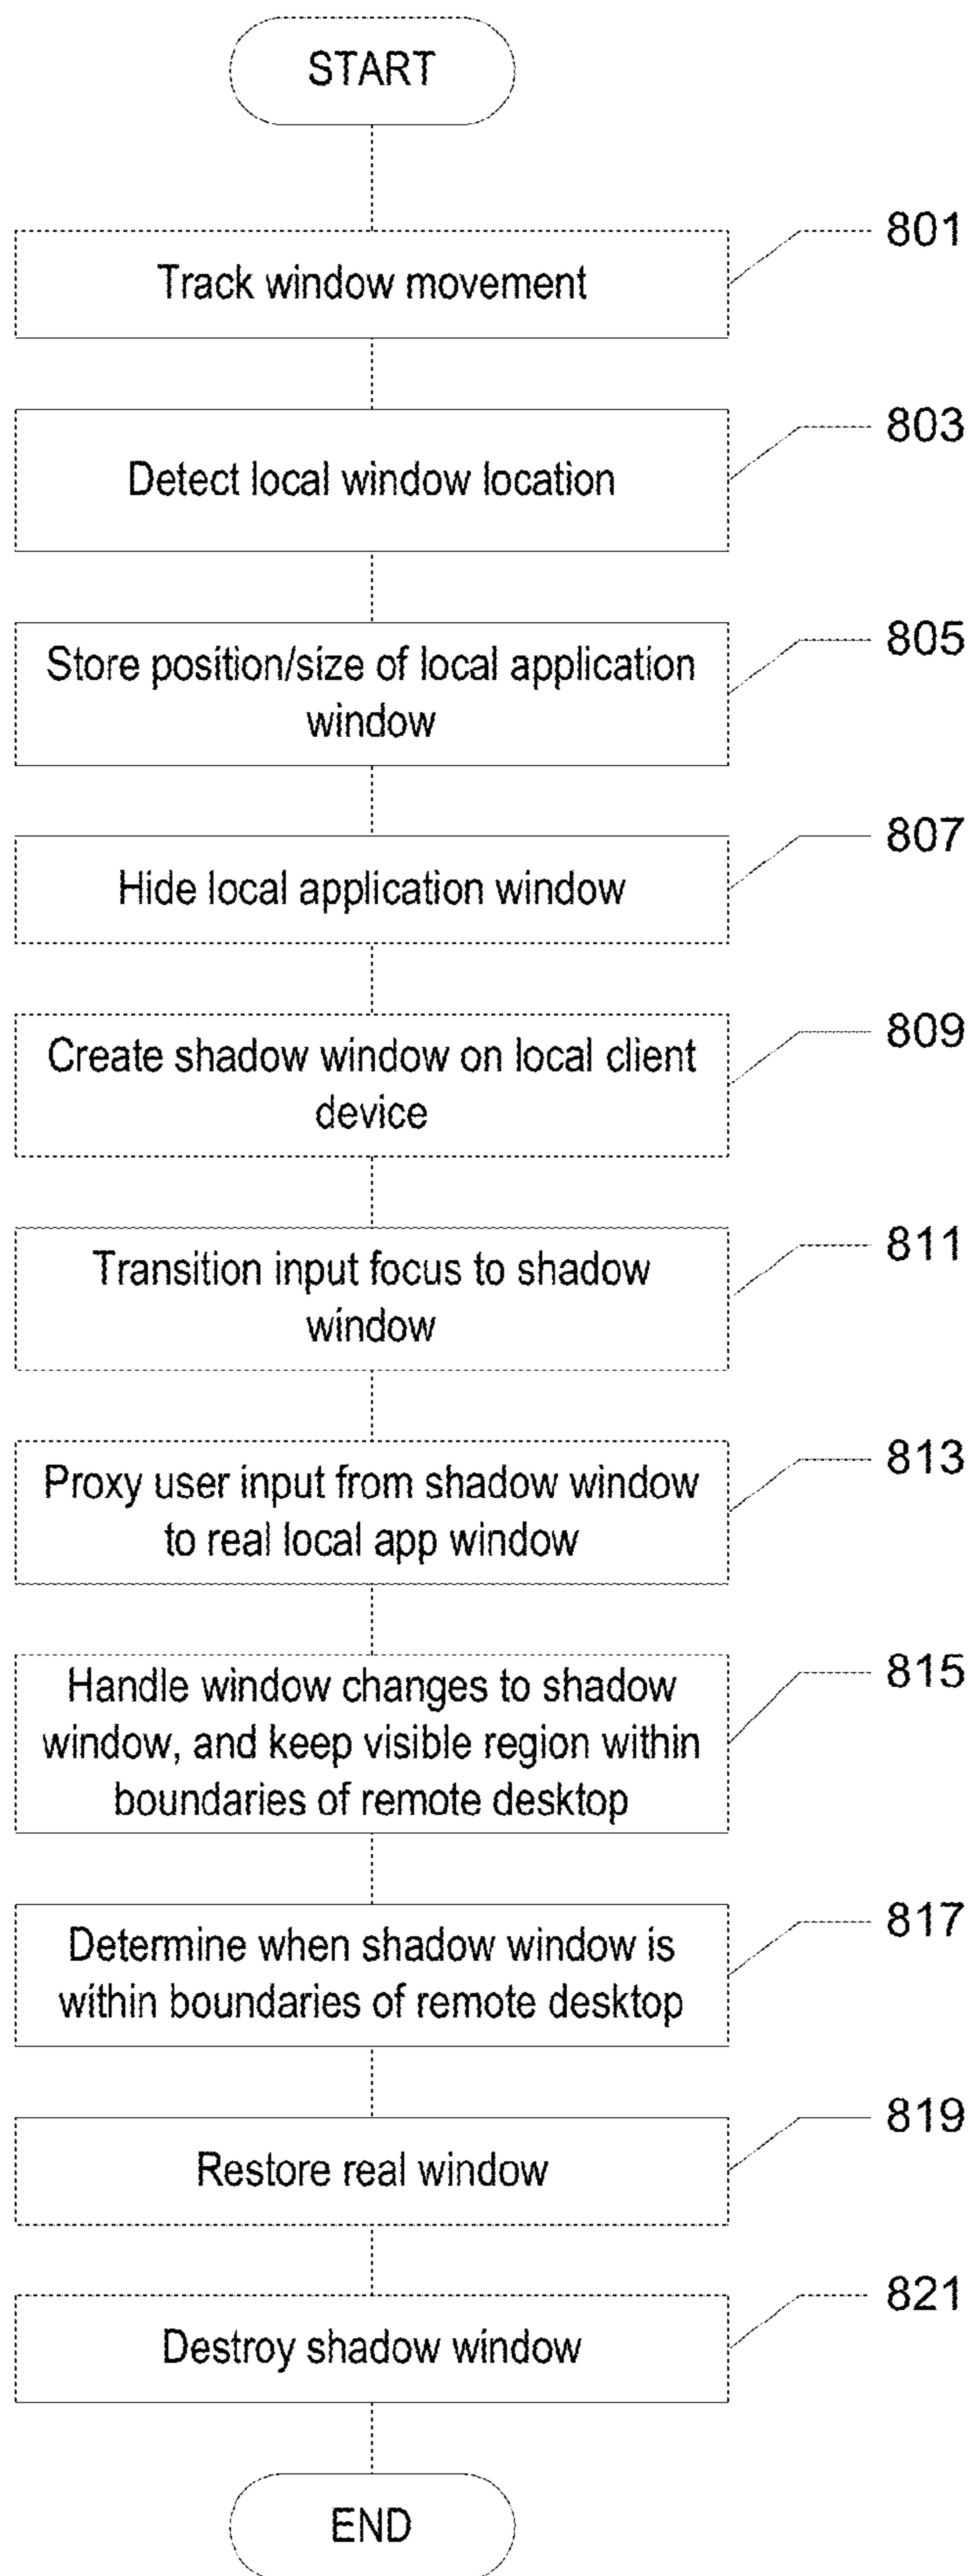 START
801
Track window movement
803
Detect local window location
805
Store position/size of local application
window
807
Hide local application window
809
Create shadow window on local client
device
811
Transition input focus to shadow
window
813
Proxy user input from shadow window
to real local app window
815
Handle window changes to shadow
window, and keep visible region within
boundaries of remote desktop
817
Determine when shadow window is
within boundaries of remote desktop
819
Restore real window
821
Destroy shadow window
END